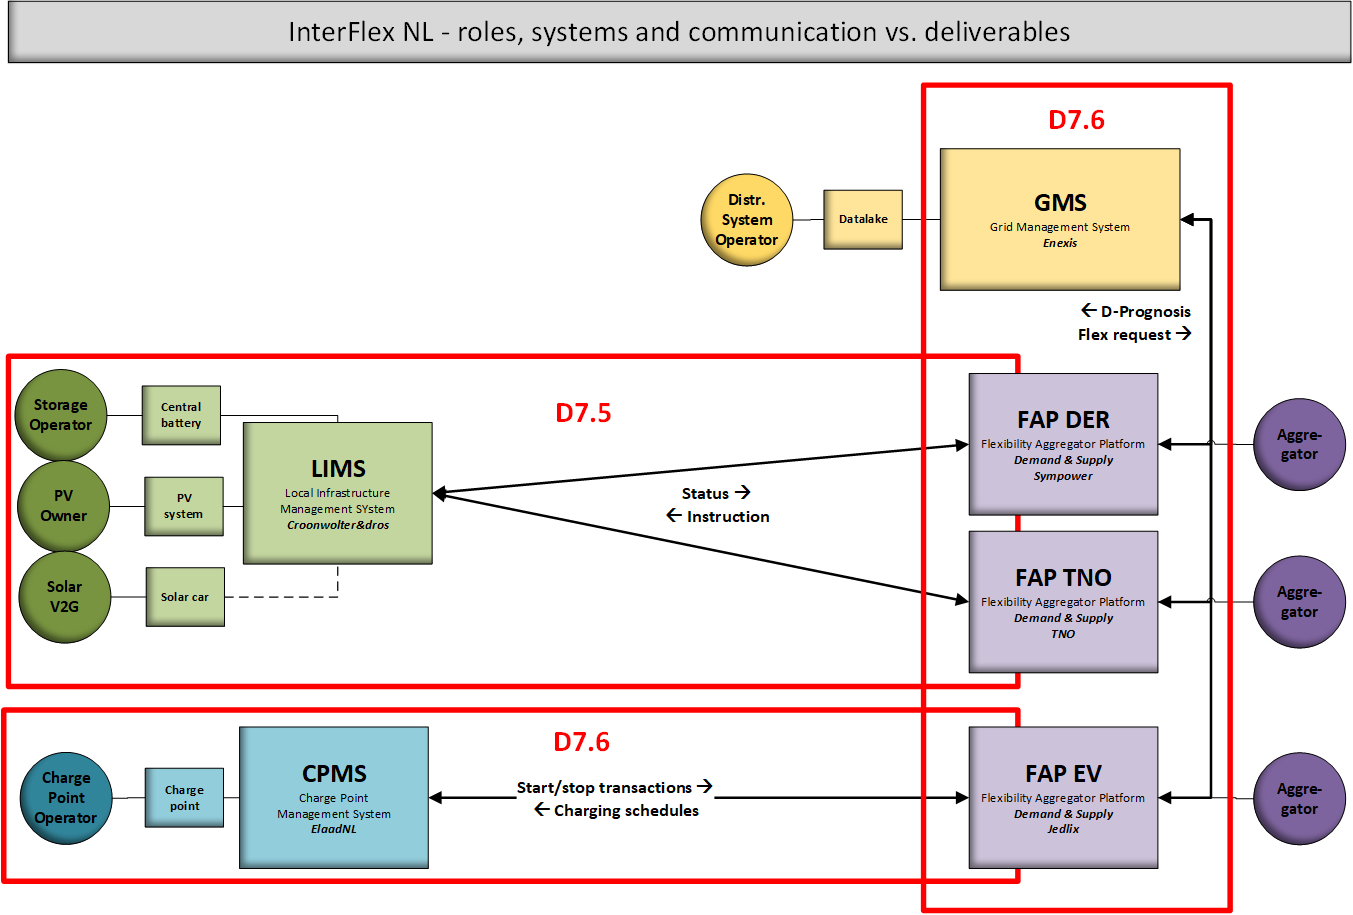 InterFlex NL - roles, systems and communication vs. deliverables
D7.6
Distr.
System
Operator
Datalake
GMS
Grid Management System
Enexis
← D-Prognosis
Flex request →
D7.5
Storage
Operator
Central
battery
PV
Owner
PV
system
Solar
V2G
Solar car
LIMS
Local Infrastructure
Management SYstem
Croonwolter&dros
Status →
← Instruction
FAP DER
Flexibility Aggregator Platform
Demand & Supply
Sympower
Aggre-
gator
FAP TNO
Flexibility Aggregator Platform
Demand & Supply
TNO
Aggre-
gator
D7.6
Charge
Point
Operator
Charge
point
CPMS
Charge Point
Management System
ElaadNL
Start/stop transactions →
← Charging schedules
FAP EV
Flexibility Aggregator Platform
Demand & Supply
Jedlix
Aggre-
gator